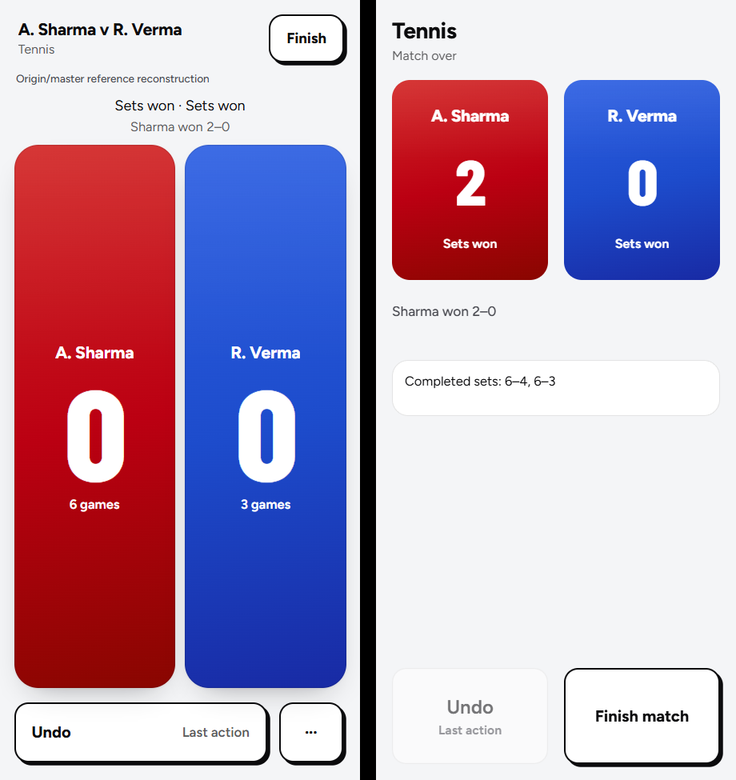 A. Sharma v R. Verma
Tennis
Finish
Origin/master reference reconstruction
Sets won · Sets won
Sharma won 2–0
A. Sharma
0
6 games
R. Verma
0
3 games
Undo
Last action
···
Tennis
Match over
A. Sharma
2
Sets won
R. Verma
0
Sets won
Sharma won 2–0
Completed sets: 6–4, 6–3
Undo
Last action
Finish match